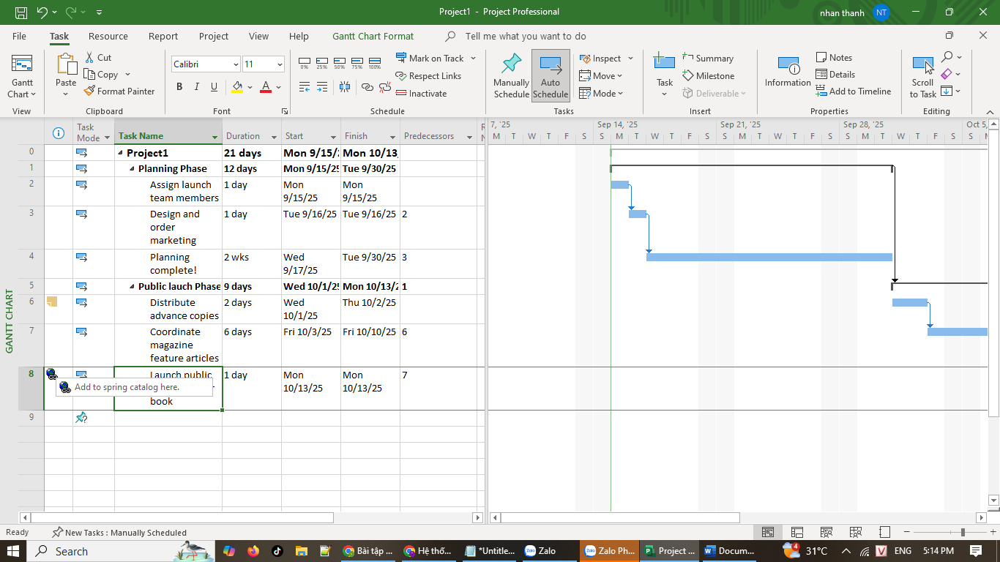 Project1 - Project Professional
nhan thanh
NT
File
Task
Resource
Report
Project
View
Help
Gantt Chart Format
Tell me what you want to do
Gantt
Chart
View
Paste
Cut
Copy
Format Painter
Clipboard
Calibri
11
B I U
A
Font
0% 25% 50% 75% 100%
Mark on Track
Respect Links
Inactivate
Schedule
Manually
Schedule
Auto
Schedule
Inspect
Move
Mode
Tasks
Task
Summary
Milestone
Deliverable
Insert
Information
Notes
Details
Add to Timeline
Properties
Scroll
to Task
Editing
GANTT CHART
Task
Mode
Task Name
Duration
Start
Finish
Predecessors
7, '25
Sep 14, '25
Sep 21, '25
Sep 28, '25
Oct 5,
M T W T F S S M T W T F S S M T W T F S S M T W T F S S M
0 Project1 21 days Mon 9/15/ Mon 10/13
1 Planning Phase 12 days Mon 9/15/25 Tue 9/30/25
2 Assign launch 1 day Mon Mon
team members 9/15/25 9/15/25
3 Design and 1 day Tue 9/16/25 Tue 9/16/25 2
order
marketing
4 Planning 2 wks Wed Tue 9/30/25 3
complete! 9/17/25
5 Public lauch Phase 9 days Wed 10/1/25 Mon 10/13/2 1
6 Distribute 2 days Wed Thu 10/2/25
advance copies 10/1/25
7 Coordinate 6 days Fri 10/3/25 Fri 10/10/25 6
magazine
feature articles
8 Launch public 1 day Mon Mon 7
10/13/25 10/13/25
Add to spring catalog here.
book
9
Ready
New Tasks : Manually Scheduled
Search
Bài tập ...
Hệ thố...
*Untitle...
Zalo
Zalo Ph...
Project ...
Docum...
4
31°C
V
ENG
5:14 PM